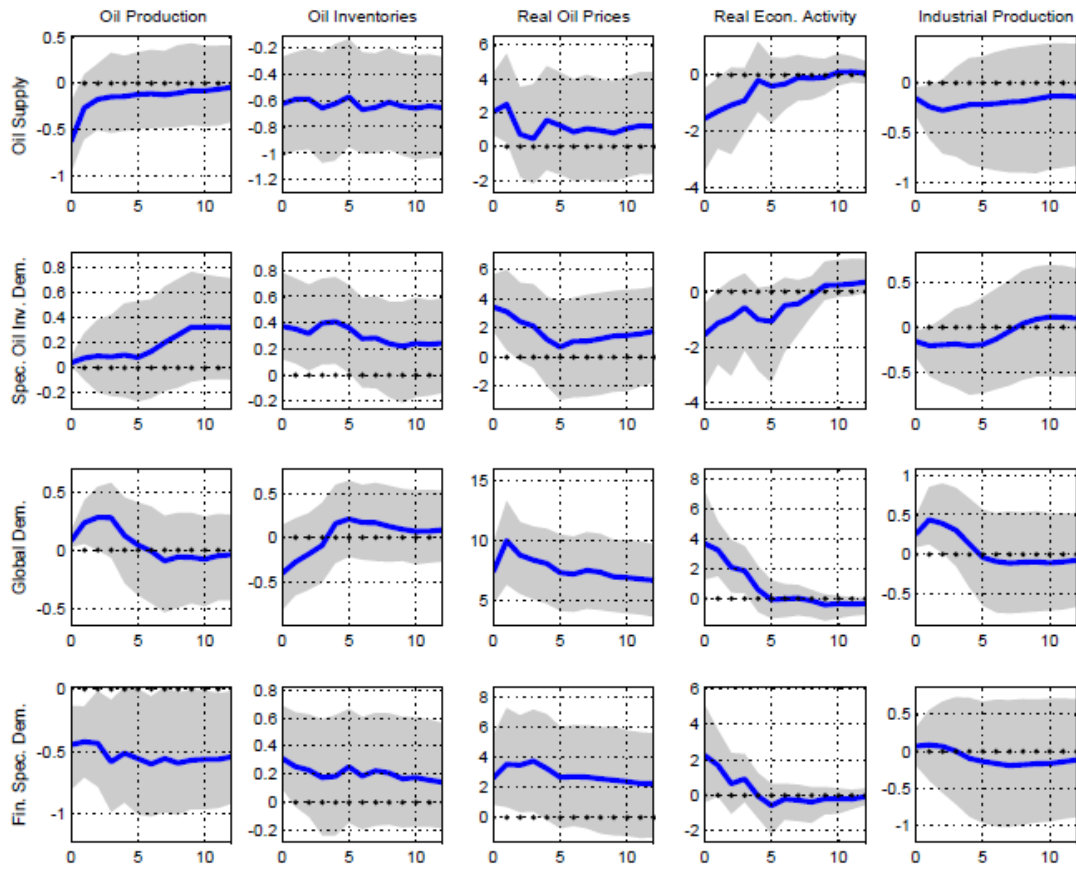 Oil Production Oil Inventories Real Oil Prices Real Econ. Activity Industrial Production
Oil Supply
0.5 0 -0.5 -1
0 5 10
-0.2 -0.4 -0.6 -0.8 -1 -1.2
0 5 10
6 4 2 0 -2
0 5 10
0 -2 -4
0 5 10
0 -0.5 -1
0 5 10
Spec. Oil Inv. Dem.
0.8 0.6 0.4 0.2 0 -0.2
0 5 10
0.8 0.6 0.4 0.2 0 -0.2
0 5 10
6 4 2 0 -2
0 5 10
0 -2 -4
0 5 10
0.5 0 -0.5
0 5 10
Global Dem.
0.5 0 -0.5
0 5 10
0.5 0 -0.5
0 5 10
15 10 5
0 5 10
8 6 4 2 0
0 5 10
1 0.5 0 -0.5
0 5 10
Fin. Spec. Dem.
0 -0.5 -1
0 5 10
0.8 0.6 0.4 0.2 0 -0.2
0 5 10
8 6 4 2 0
0 5 10
6 4 2 0 -2
0 5 10
0.5 0 -0.5 -1
0 5 10